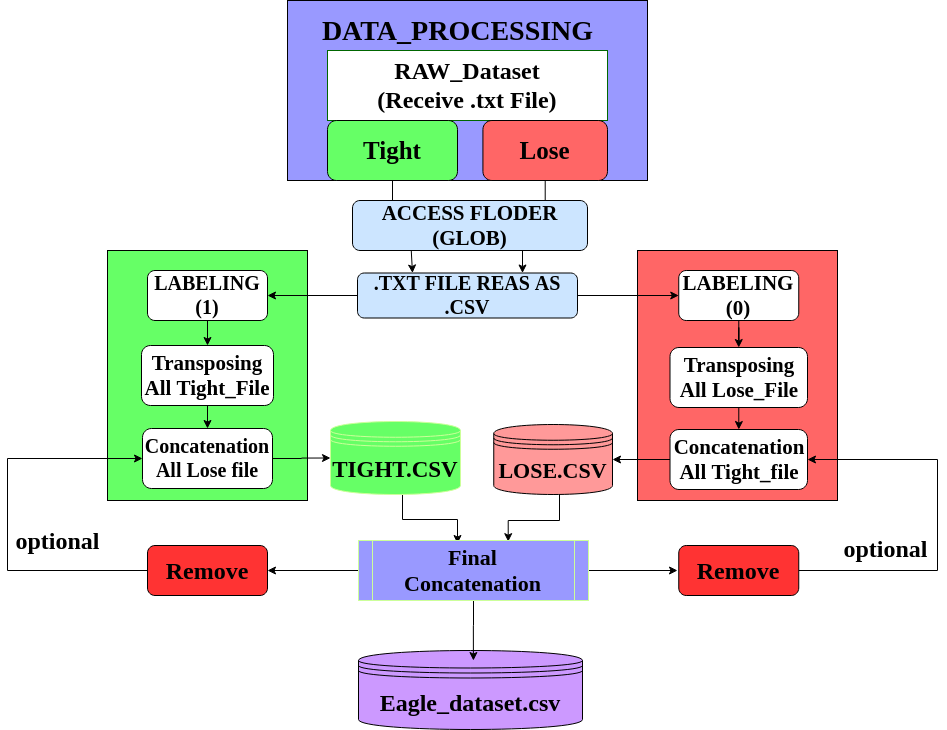 DATA_PROCESSING
RAW_Dataset
(Receive .txt File)
Tight
Lose
ACCESS FLODER
(GLOB)
.TXT FILE REAS AS
.CSV
LABELING
(1)
LABELING
(0)
Transposing
All Tight_File
Transposing
All Lose_File
Concatenation
All Lose file
Concatenation
All Tight_file
TIGHT.CSV
LOSE.CSV
optional
optional
Remove
Final
Concatenation
Remove
Eagle_dataset.csv